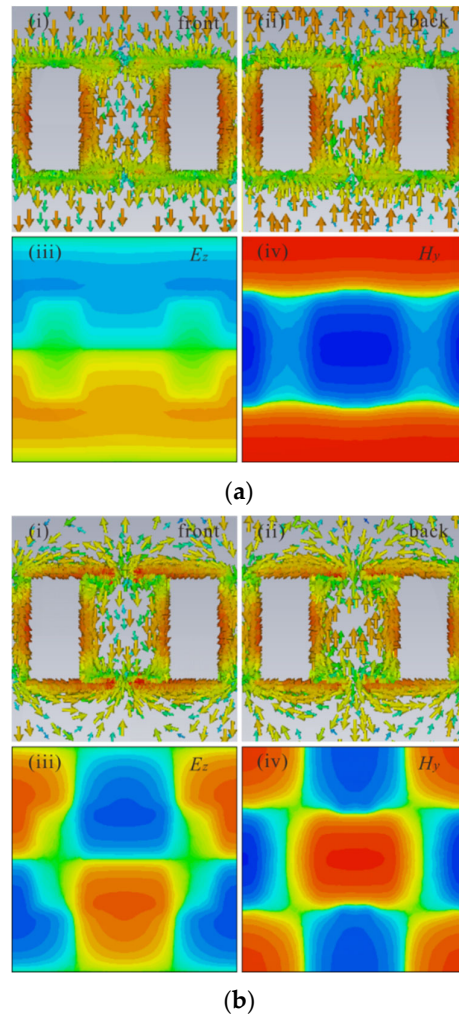 (i) front (ii) back
(iii) Ez (iv) Hy
(a)
(i) front (ii) back
(iii) Ez (iv) Hy
(b)